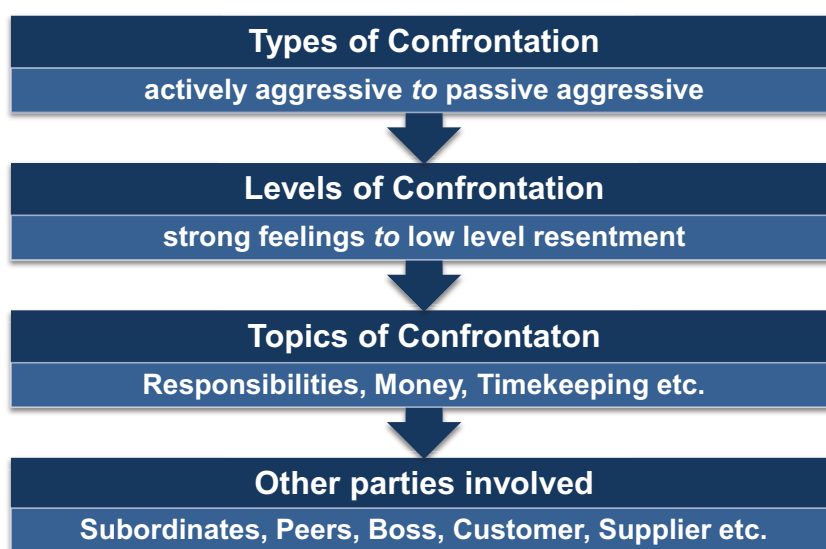 Types of Confrontation
actively aggressive to passive aggressive
Levels of Confrontation
strong feelings to low level resentment
Topics of Confrontaton
Responsibilities, Money, Timekeeping etc.
Other parties involved
Subordinates, Peers, Boss, Customer, Supplier etc.